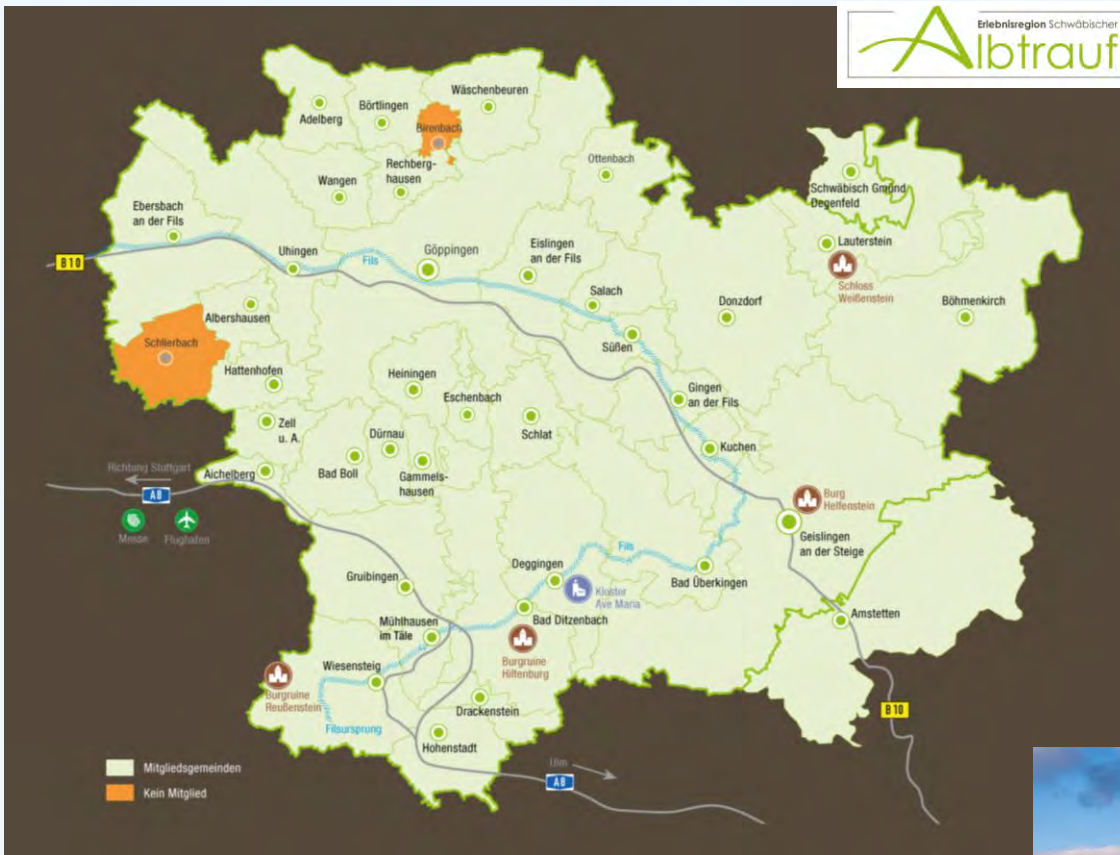 Erlebnisregion Schwäbischer
Albtrauf
Wäschenbeuren
Börtlingen
Adelberg
Birenbach
Rechberg-
hausen
Ottenbach
Wangen
Schwäbisch Gmünd
Degenfeld
Ebersbach
an der Fils
Lauterstein
B 10
Uhingen
Fils
Göppingen
Eislingen
an der Fils
Schloss
Weißenstein
Salach
Donzdorf
Böhmenkirch
Albershausen
Schlierbach
Süßen
Hattenhofen
Heiningen
Eschenbach
Gingen
an der Fils
Zell
u. A.
Dürnau
Schlat
Kuchen
Bad Boll
Gammels-
hausen
Aichelberg
Richtung Stuttgart
A8
Messe
Flughafen
Burg
Helfenstein
Geislingen
an der Steige
Fils
Deggingen
Bad Überkingen
Gruibingen
Kloster
Ave Maria
Bad Ditzenbach
Amstetten
Mühlhausen
im Täle
Wiesensteig
Burgruine
Hiltenburg
Burgruine
Reußenstein
Filsursprung
Drackenstein
B 10
Hohenstadt
Ulm
A8
Mitgliedsgemeinden
Kein Mitglied